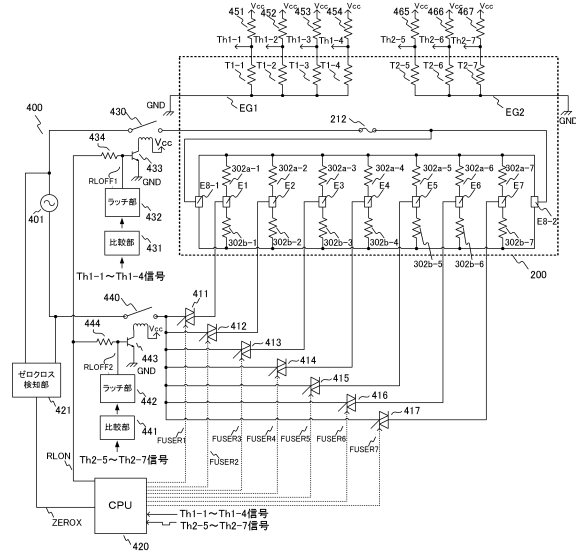 Vcc Vcc Vcc Vcc Vcc Vcc Vcc
451 452 453 454 465 466 467
Th1-1 Th1-2 Th1-3 Th1-4 Th2-5 Th2-6 Th2-7
T1-1 T1-2 T1-3 T1-4 T2-5 T2-6 T2-7
GND EG1 EG2 GND
400 430 212
434 Vcc
433
RLOFF1 GND
302a-1 302a-2 302a-3 302a-4 302a-5 302a-6 302a-7
E8-1 E1 E2 E3 E4 E5 E6 E7 E8-2
401
ラッチ部
432
302b-1 302b-2 302b-3 302b-4 302b-5 302b-6 302b-7
比較部
431
200
Th1-1～Th1-4信号
440 411
444 Vcc
412
443
413
RLOFF2 GND
414
ゼロクロス
検知部
421
ラッチ部
442
415
416
比較部
441
417
FUSER1 FUSER2 FUSER3 FUSER4 FUSER5 FUSER6 FUSER7
Th2-5～Th2-7信号
RLON
CPU
ZEROX
Th1-1～Th1-4信号
Th2-5～Th2-7信号
420